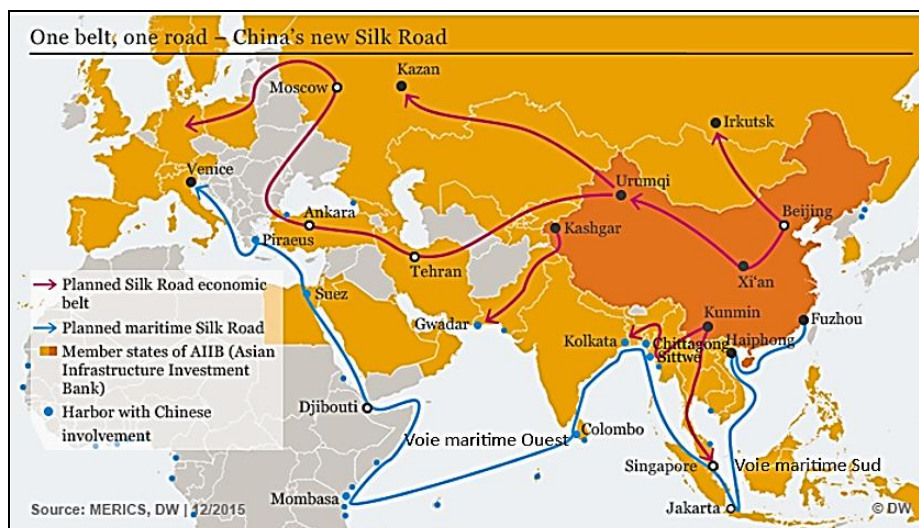 One belt, one road – China's new Silk Road
Kazan
Moscow
Irkutsk
Venice
Urumqi
Ankara
Beijing
Piraeus
Kashgar
Tehran
Xi'an
Planned Silk Road economic
belt
Suez
Kunmin
Fuzhou
Planned maritime Silk Road
Gwadar
Kolkata
Chittagong
Haiphong
Sittwe
Member states of AIIB (Asian
Infrastructure Investment
Bank)
Harbor with Chinese
involvement
Djibouti
Voie maritime Ouest
Colombo
Singapore
Voie maritime Sud
Mombasa
Jakarta
Source: MERICS, DW | 12/2015
© DW